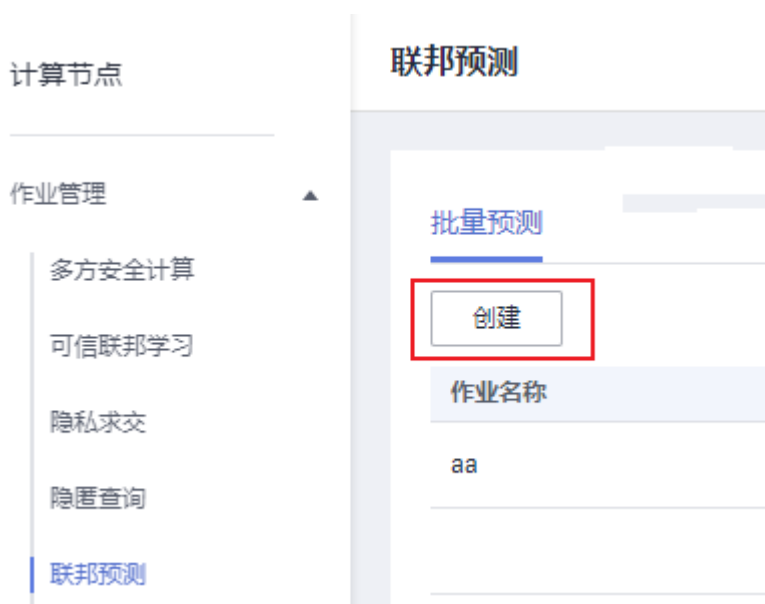 计算节点
作业管理
多方安全计算
可信联邦学习
隐私求交
隐匿查询
联邦预测
联邦预测
批量预测
创建
作业名称
aa